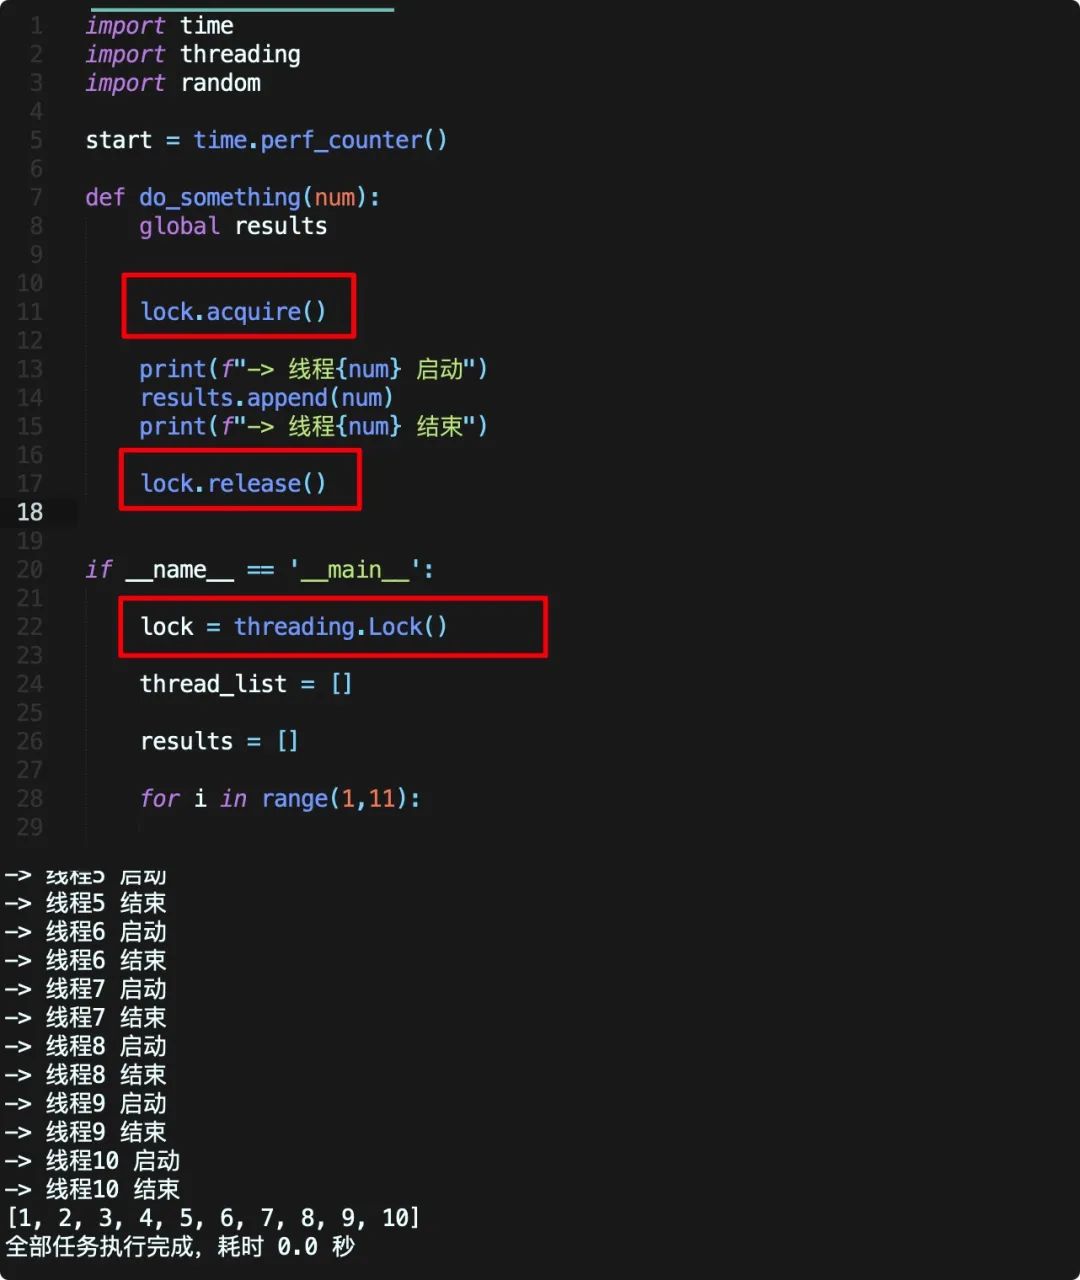 1 import time
2 import threading
3 import random
4
5 start = time.perf_counter()
6
7 def do_something(num):
8 global results
9
10
11 lock.acquire()
12
13 print(f"-> 线程{num} 启动")
14 results.append(num)
15 print(f"-> 线程{num} 结束")
16
17 lock.release()
18
19
20 if __name__ == '__main__':
21
22 lock = threading.Lock()
23
24 thread_list = []
25
26 results = []
27
28 for i in range(1,11):
29
-> 线程5 启动
-> 线程5 结束
-> 线程6 启动
-> 线程6 结束
-> 线程7 启动
-> 线程7 结束
-> 线程8 启动
-> 线程8 结束
-> 线程9 启动
-> 线程9 结束
-> 线程10 启动
-> 线程10 结束
[1, 2, 3, 4, 5, 6, 7, 8, 9, 10]
全部任务执行完成，耗时 0.0 秒